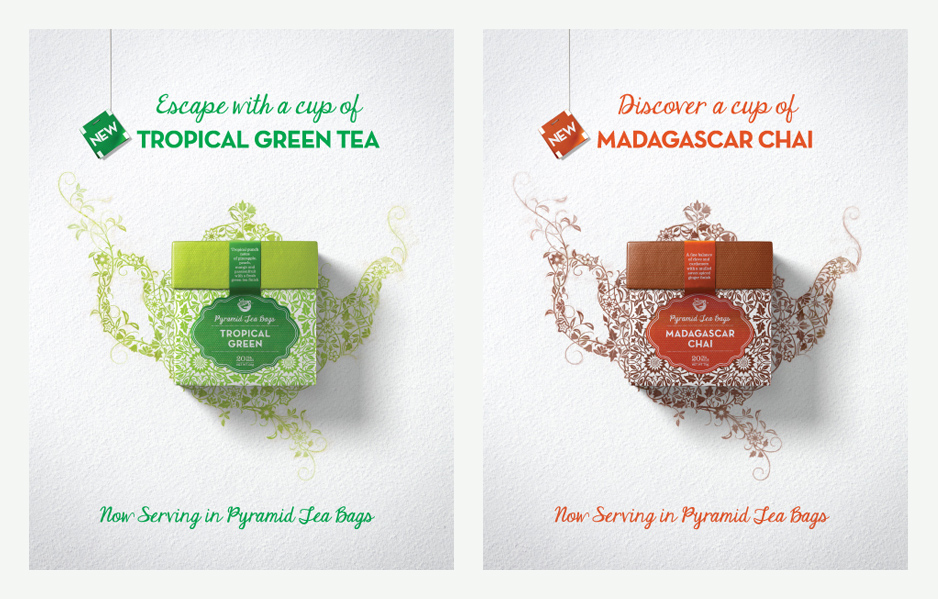 Escape with a cup of
NEW
TROPICAL GREEN TEA
Pyramid Tea Bags
TROPICAL
GREEN
Now Serving in Pyramid Tea Bags
Discover a cup of
NEW
MADAGASCAR CHAI
Pyramid Tea Bags
MADAGASCAR
CHAI
Now Serving in Pyramid Tea Bags